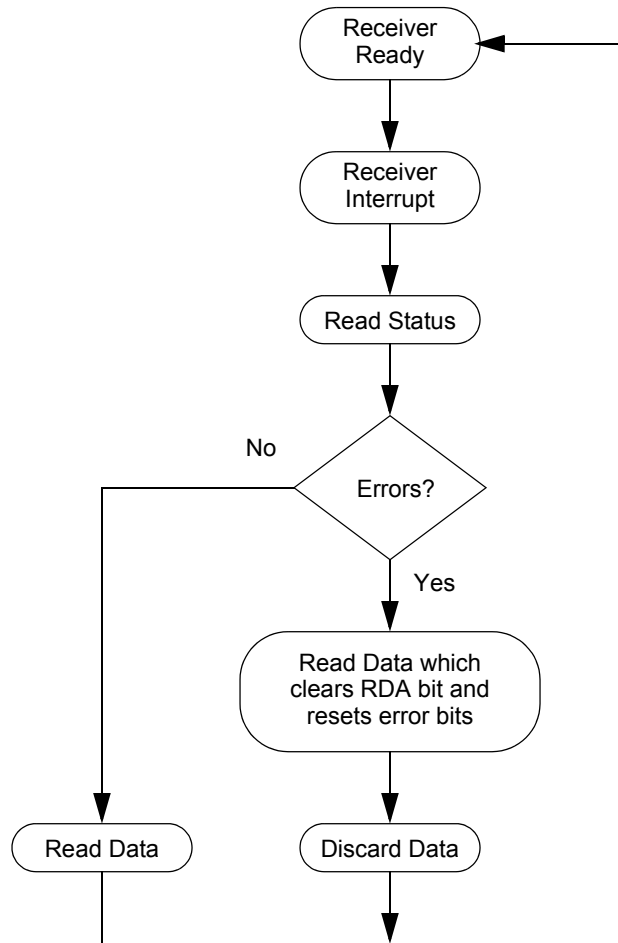 Receiver
Ready
Receiver
Interrupt
Read Status
No
Errors?
Yes
Read Data which
clears RDA bit and
resets error bits
Read Data
Discard Data